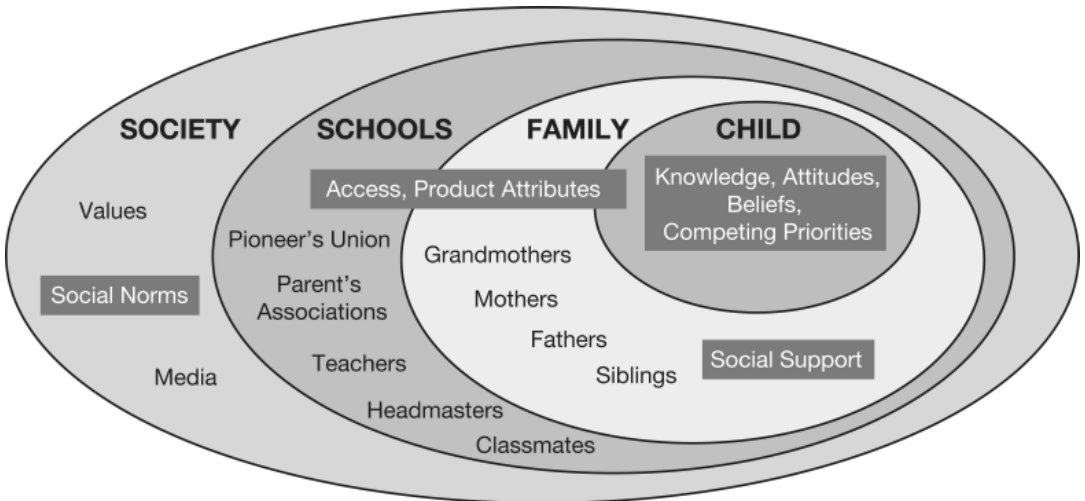 SOCIETY
SCHOOLS
FAMILY
CHILD
Access, Product Attributes
Knowledge, Attitudes,
Beliefs,
Competing Priorities
Values
Pioneer’s Union
Grandmothers
Social Norms
Parent’s
Associations
Mothers
Fathers
Social Support
Teachers
Siblings
Media
Headmasters
Classmates